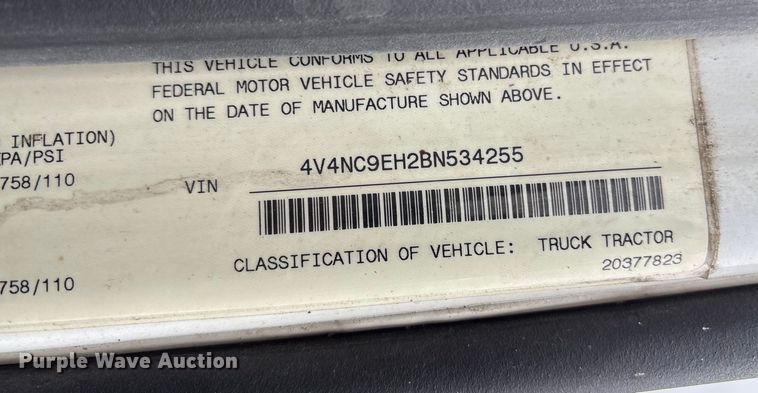 THIS VEHICLE CONFORMS TO ALL APPLICABLE U.S.A.
FEDERAL MOTOR VEHICLE SAFETY STANDARDS IN EFFECT
ON THE DATE OF MANUFACTURE SHOWN ABOVE.
INFLATION)
PA/PSI
758/110
VIN 4V4NC9EH2BN534255
CLASSIFICATION OF VEHICLE: TRUCK TRACTOR
20377823
758/110
Purple Wave Auction